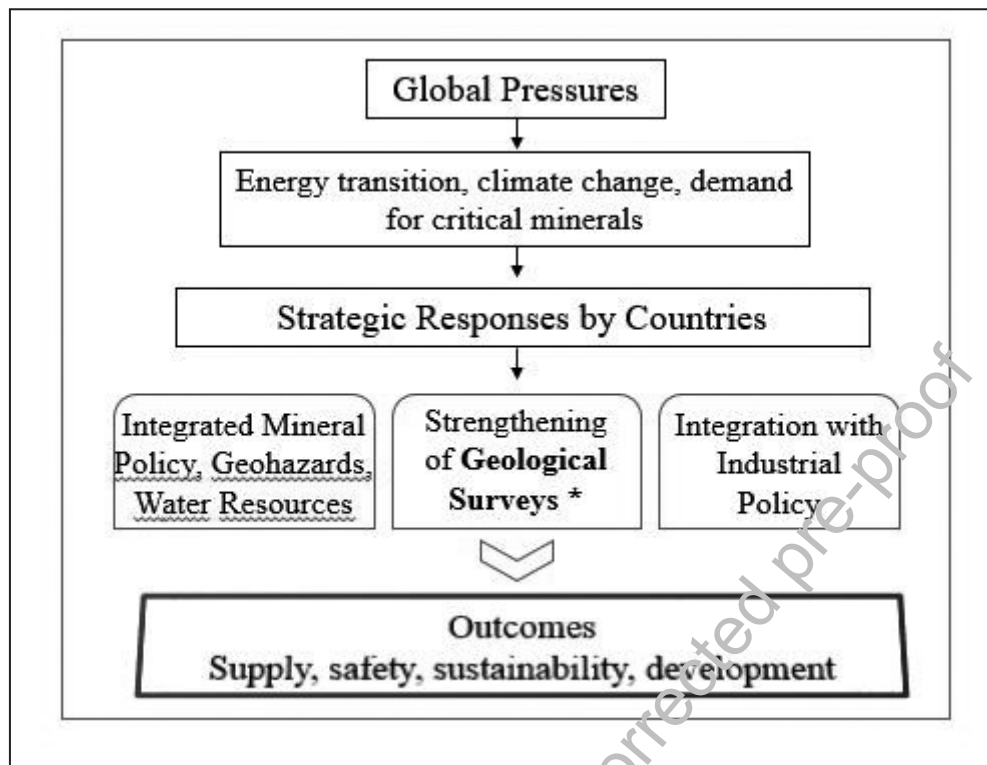 Global Pressures
Energy transition, climate change, demand
for critical minerals
Strategic Responses by Countries
Integrated Mineral
Policy, Geohazards,
Water Resources
Strengthening
of Geological
Surveys *
Integration with
Industrial
Policy
Outcomes
Supply, safety, sustainability, development
orrected pre-proof